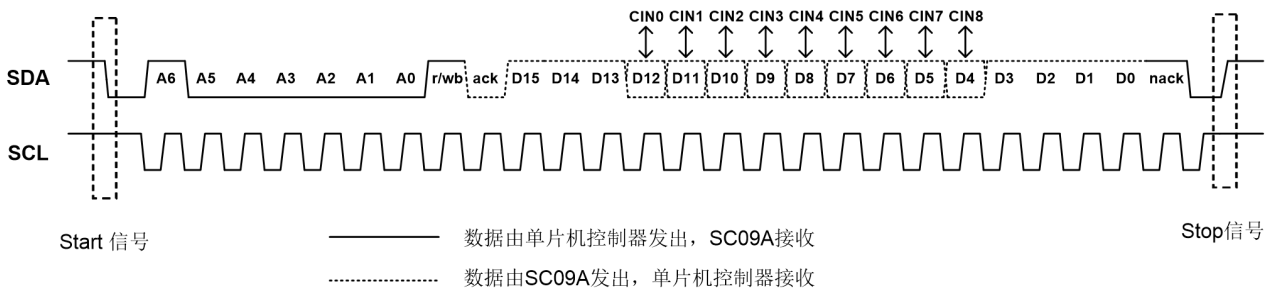 CIN0 CIN1 CIN2 CIN3 CIN4 CIN5 CIN6 CIN7 CIN8
SDA A6 A5 A4 A3 A2 A1 A0 r/wb ack D15 D14 D13 D12 D11 D10 D9 D8 D7 D6 D5 D4 D3 D2 D1 D0 nack
SCL
Start 信号
Stop信号
数据由单片机控制器发出，SC09A接收
数据由SC09A发出，单片机控制器接收